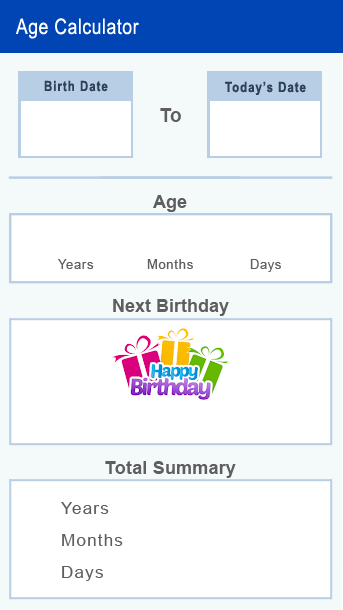 Age Calculator
Birth Date
To
Today's Date
Age
Years Months Days
Next Birthday
Happy
Birthday
Total Summary
Years
Months
Days